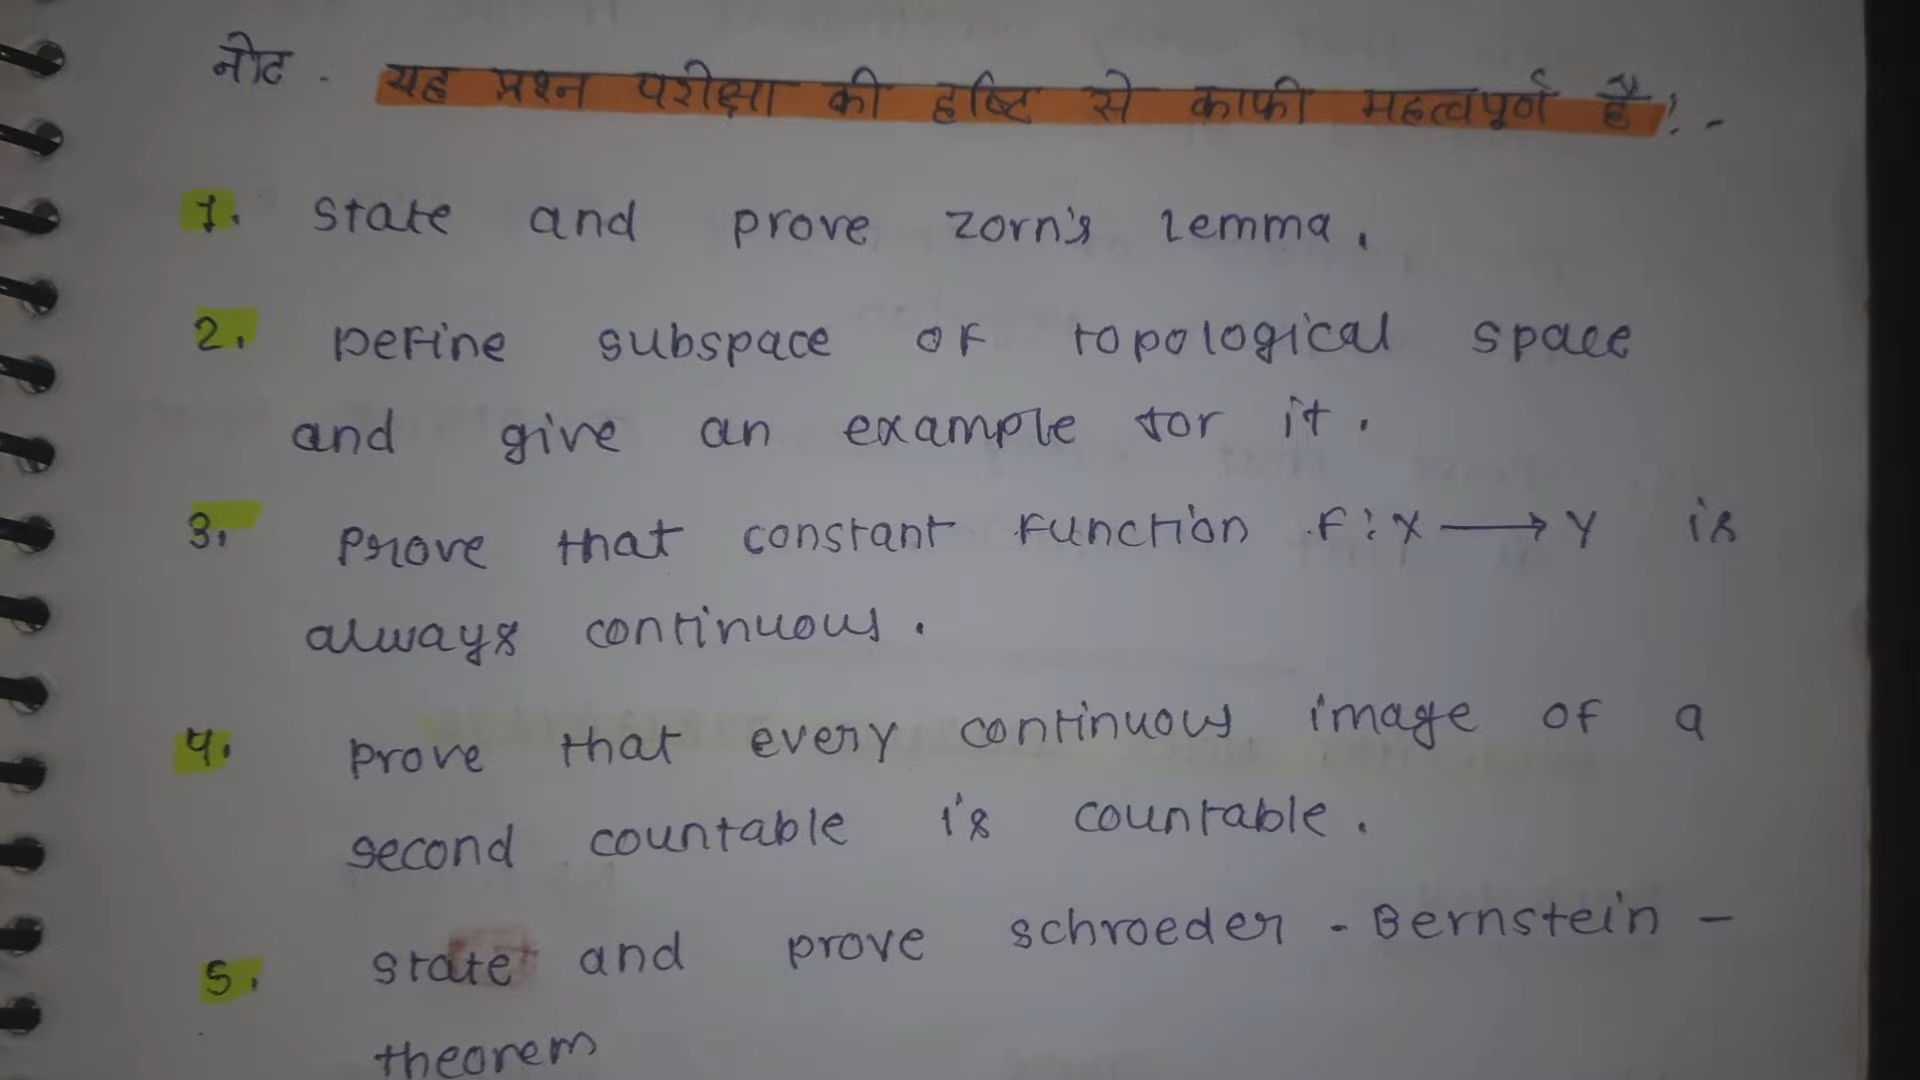 नोट - यह प्रश्न परीक्षा की दृष्टि से काफी महत्वपूर्ण है! -
1. State and prove zorn's lemma.
2. Define subspace of topological space
and give an example for it.
3. Prove that constant function f: X ⟶ Y is
always continuous.
4. prove that every continuous image of a
second countable is countable.
5. state and prove schroeder - Bernstein -
theorem